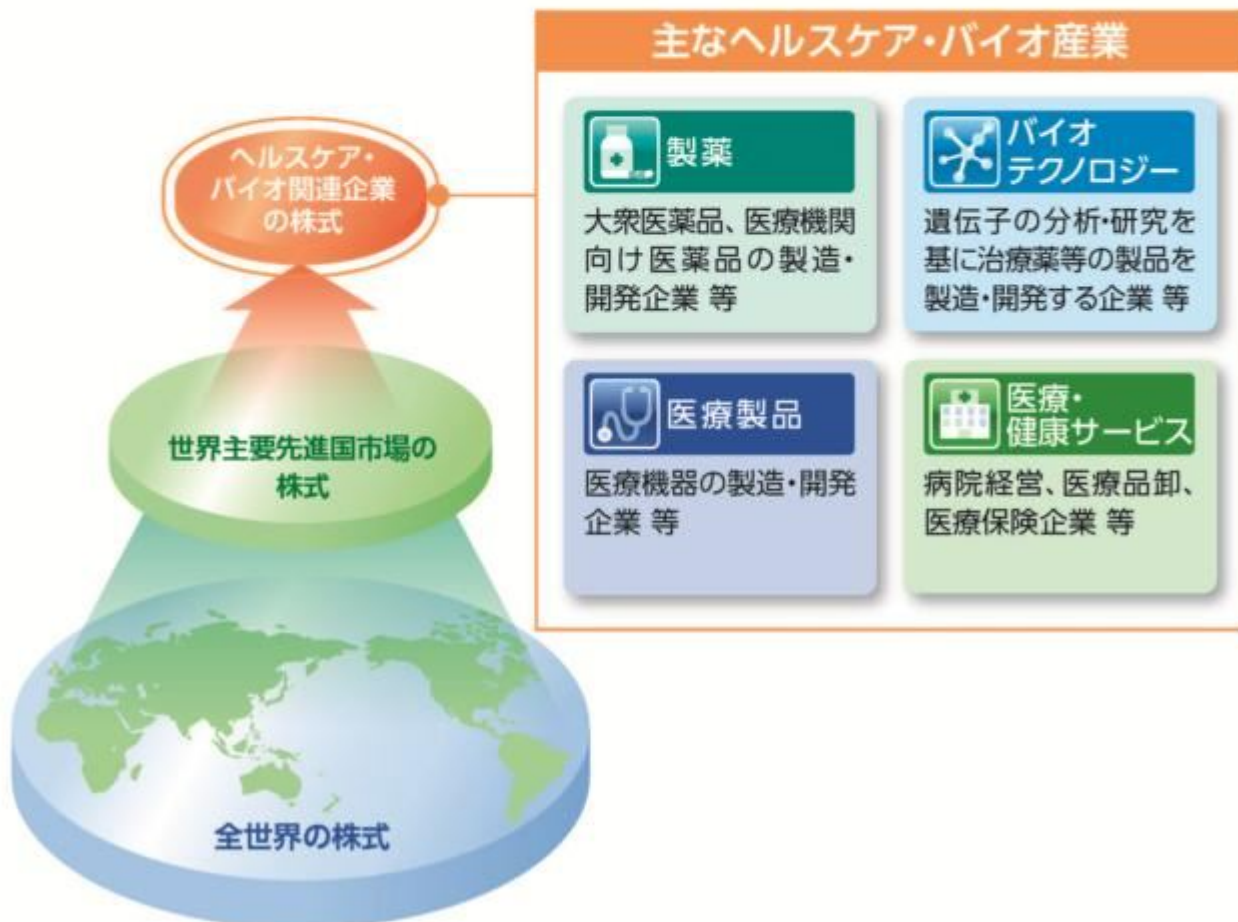 主なヘルスケア・バイオ産業
ヘルスケア・
バイオ関連企業
の株式
世界主要先進国市場の
株式
全世界の株式
製薬
大衆医薬品、医療機関
向け医薬品の製造・
開発企業 等
バイオ
テクノロジー
遺伝子の分析・研究を
基に治療薬等の製品を
製造・開発する企業 等
医療製品
医療機器の製造・開発
企業 等
医療・
健康サービス
病院経営、医療品卸、
医療保険企業 等